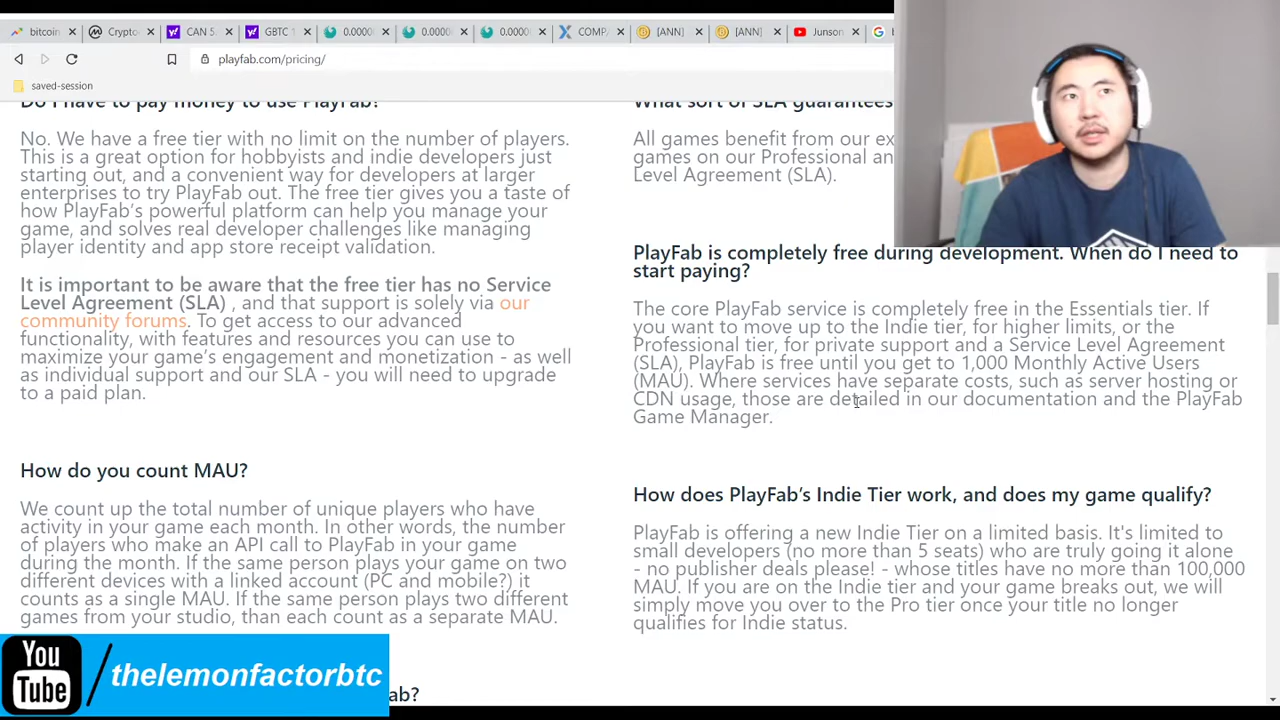 bitcoin
Crypto
CAN 5
GBTC 1
0.0000
0.0000
0.0000
COMP
[ANN]
[ANN]
Junson
playfab.com/pricing/
saved-session
Do I have to pay money to use PlayFab?
No. We have a free tier with no limit on the number of players.
This is a great option for hobbyists and indie developers just
starting out, and a convenient way for developers at larger
enterprises to try PlayFab out. The free tier gives you a taste of
how PlayFab's powerful platform can help you manage your
game, and solves real developer challenges like managing
player identity and app store receipt validation.
It is important to be aware that the free tier has no Service
Level Agreement (SLA) , and that support is solely via our
community forums. To get access to our advanced
functionality, with features and resources you can use to
maximize your game's engagement and monetization - as well
as individual support and our SLA - you will need to upgrade
to a paid plan.
How do you count MAU?
We count up the total number of unique players who have
activity in your game each month. In other words, the number
of players who make an API call to PlayFab in your game
during the month. If the same person plays your game on two
different devices with a linked account (PC and mobile?) it
counts as a single MAU. If the same person plays two different
games from your studio, than each count as a separate MAU.
What sort of SLA guarantees
All games benefit from our ex
games on our Professional an
Level Agreement (SLA).
PlayFab is completely free during development. When do I need to
start paying?
The core PlayFab service is completely free in the Essentials tier. If
you want to move up to the Indie tier, for higher limits, or the
Professional tier, for private support and a Service Level Agreement
(SLA), PlayFab is free until you get to 1,000 Monthly Active Users
(MAU). Where services have separate costs, such as server hosting or
CDN usage, those are detailed in our documentation and the PlayFab
Game Manager.
How does PlayFab's Indie Tier work, and does my game qualify?
PlayFab is offering a new Indie Tier on a limited basis. It's limited to
small developers (no more than 5 seats) who are truly going it alone
- no publisher deals please! - whose titles have no more than 100,000
MAU. If you are on the Indie tier and your game breaks out, we will
simply move you over to the Pro tier once your title no longer
qualifies for Indie status.
You
Tube
/thelemonfactorbtc
ab?